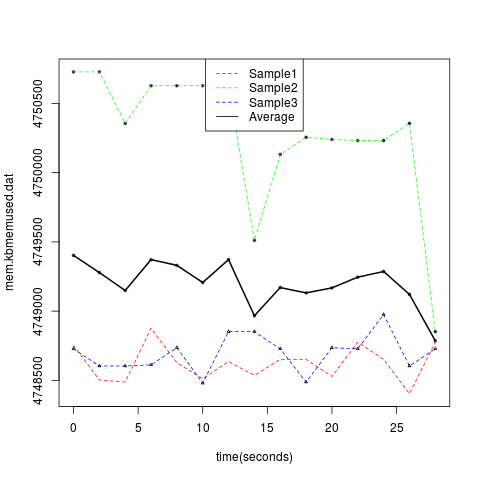 Sample1
Sample2
Sample3
Average
mem.kbmemused.dat
4750500
4750000
4749500
4749000
4748500
0 5 10 15 20 25
time(seconds)